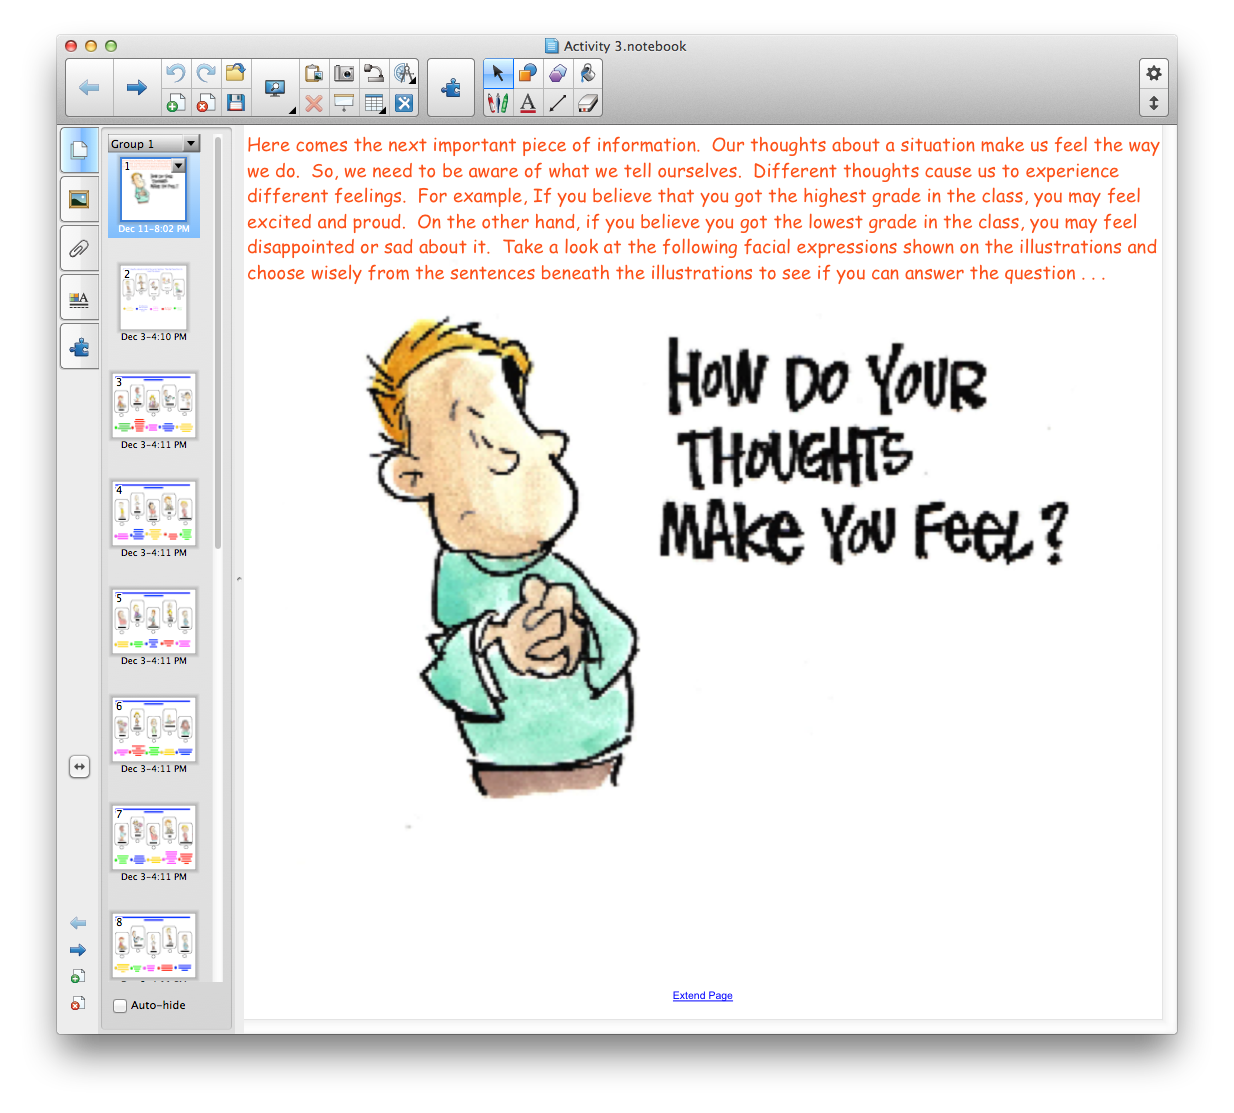 Activity 3.notebook
Group 1
1
Dec 11-8:02 PM
2
Dec 3-4:10 PM
3
Dec 3-4:11 PM
4
Dec 3-4:11 PM
5
Dec 3-4:11 PM
6
Dec 3-4:11 PM
7
Dec 3-4:11 PM
8
Auto-hide
Here comes the next important piece of information.  Our thoughts about a situation make us feel the way
we do.  So, we need to be aware of what we tell ourselves.  Different thoughts cause us to experience
different feelings.  For example, If you believe that you got the highest grade in the class, you may feel
excited and proud.  On the other hand, if you believe you got the lowest grade in the class, you may feel
disappointed or sad about it.  Take a look at the following facial expressions shown on the illustrations and
choose wisely from the sentences beneath the illustrations to see if you can answer the question . . .
HOW DO YOUR
THOUGHTS
MAKE YOU FEEL?
Extend Page